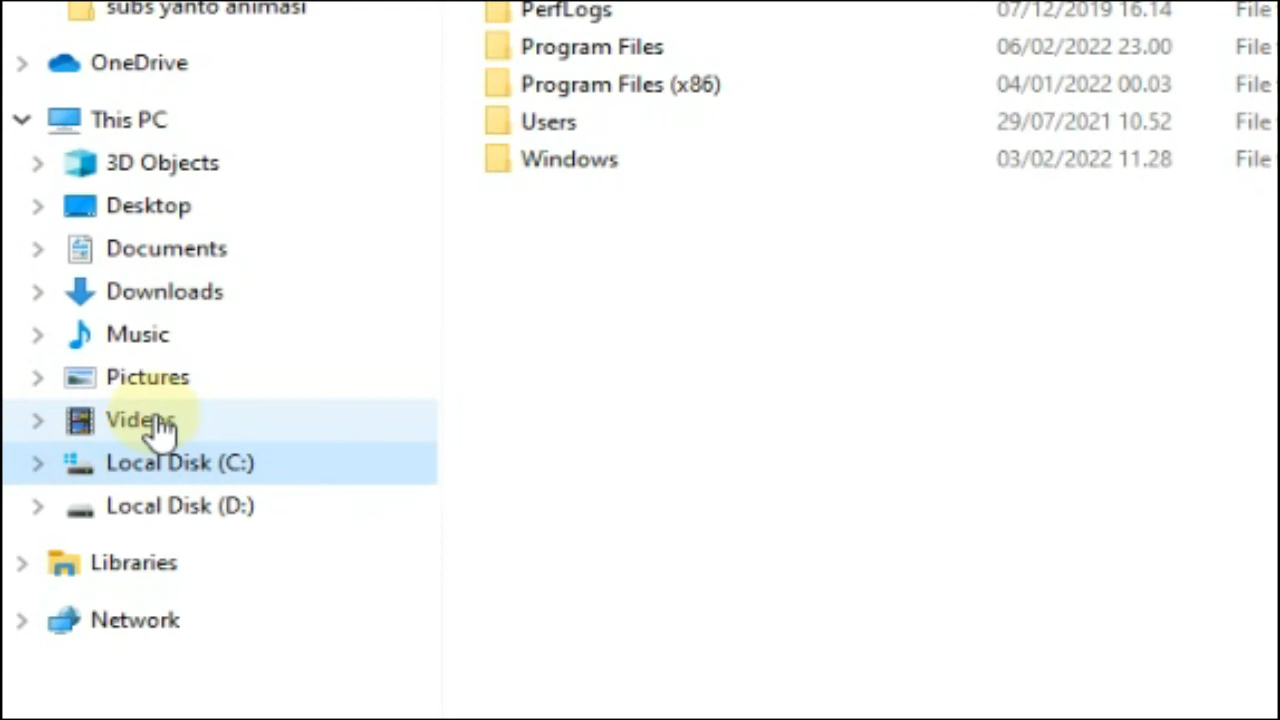 subs yanto animasi
OneDrive
This PC
3D Objects
Desktop
Documents
Downloads
Music
Pictures
Videos
Local Disk (C:)
Local Disk (D:)
Libraries
Network
PerfLogs 07/12/2019 16.14 File
Program Files 06/02/2022 23.00 File
Program Files (x86) 04/01/2022 00.03 File
Users 29/07/2021 10.52 File
Windows 03/02/2022 11.28 File